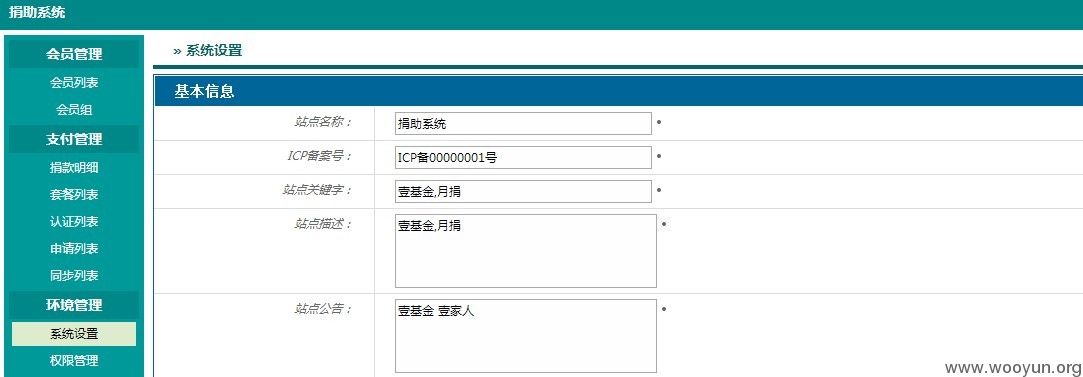 捐助系统
会员管理
会员列表
会员组
支付管理
捐款明细
套餐列表
认证列表
申请列表
同步列表
环境管理
系统设置
权限管理
» 系统设置
基本信息
站点名称： 捐助系统 •
ICP备案号： ICP备00000001号 •
站点关键字： 壹基金,月捐 •
站点描述： 壹基金,月捐 •
站点公告： 壹基金 壹家人 •
www.wooyun.org